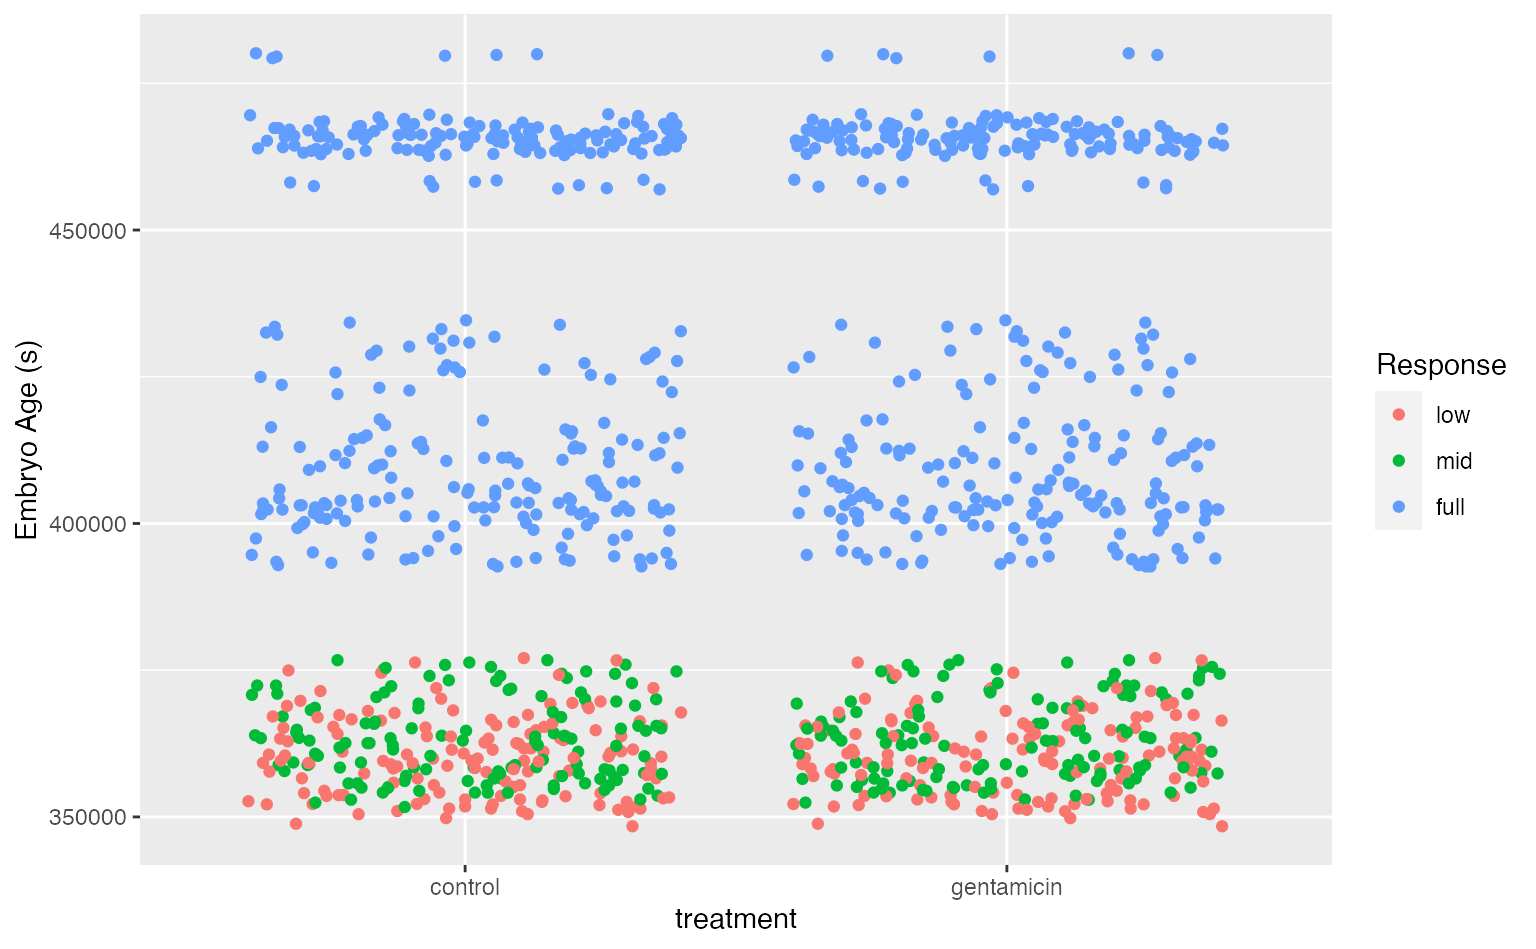 Embryo Age (s)
450000
400000
350000
control
gentamicin
treatment
Response
low
mid
full